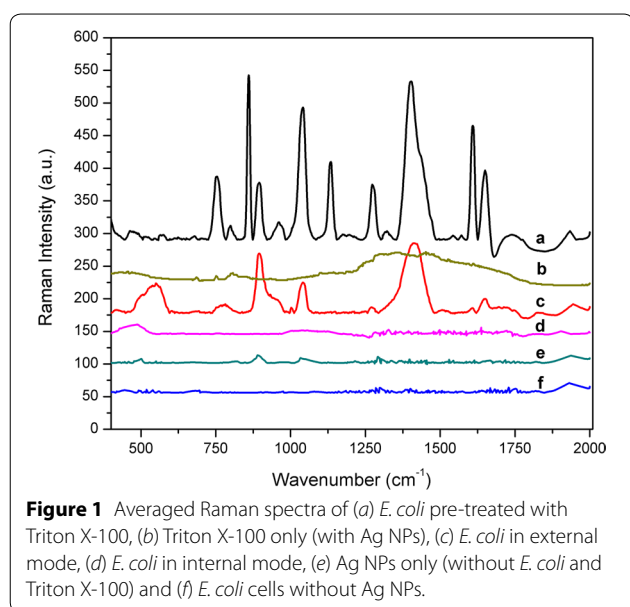 600
550
500
450
400
350
300
250
200
150
100
50
0
Raman Intensity (a.u.)
a
b
c
d
e
f
500 750 1000 1250 1500 1750 2000
Wavenumber (cm⁻¹)
Figure 1 Averaged Raman spectra of (a) E. coli pre-treated with
Triton X-100, (b) Triton X-100 only (with Ag NPs), (c) E. coli in external
mode, (d) E. coli in internal mode, (e) Ag NPs only (without E. coli and
Triton X-100) and (f) E. coli cells without Ag NPs.